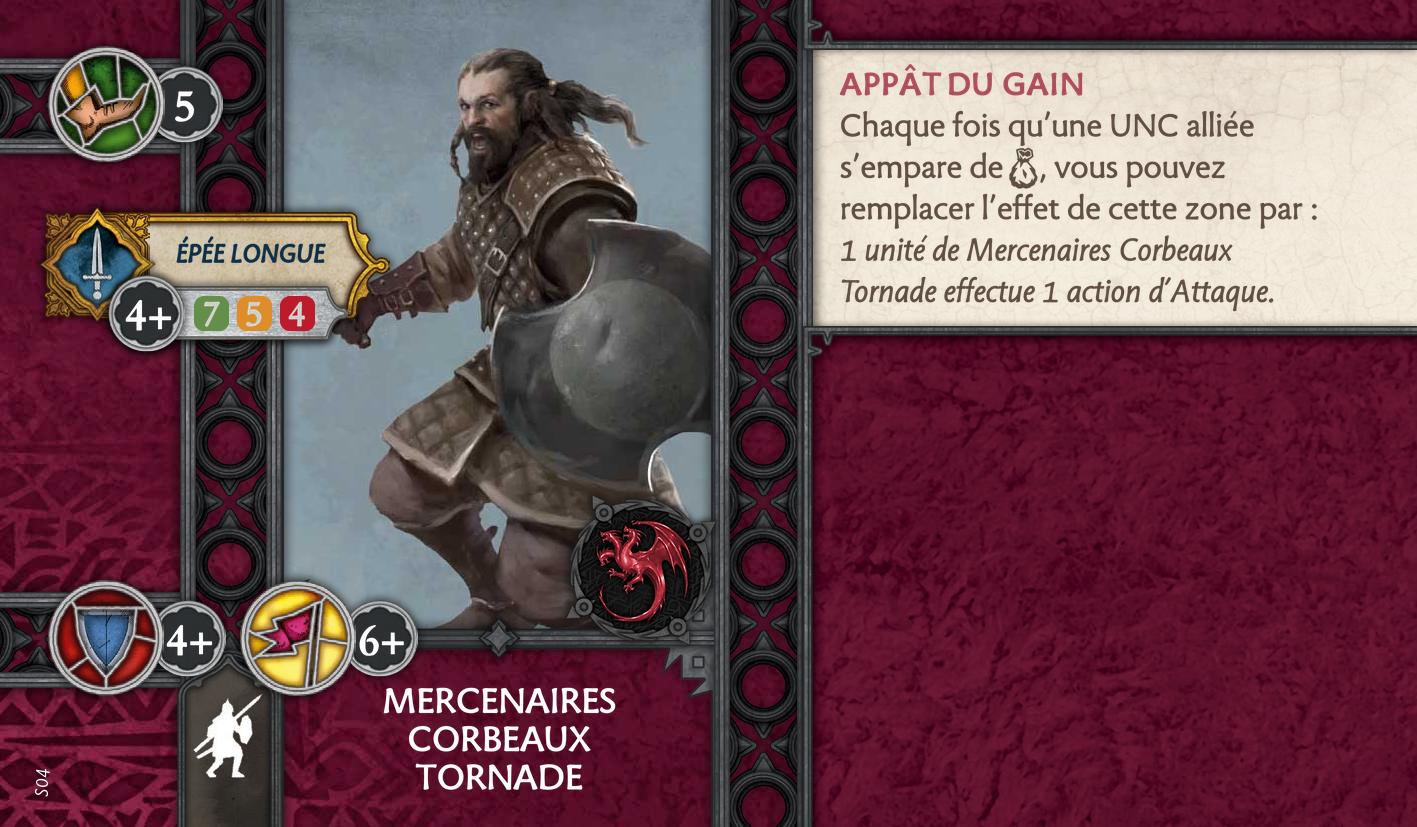 5
ÉPÉE LONGUE
4+ 7 5 4
4+ 6+
MERCENAIRES
CORBEAUX
TORNADE
S04
APPÂT DU GAIN
Chaque fois qu’une UNC alliée
s’empare de , vous pouvez
remplacer l’effet de cette zone par :
1 unité de Mercenaires Corbeaux
Tornade effectue 1 action d’Attaque.